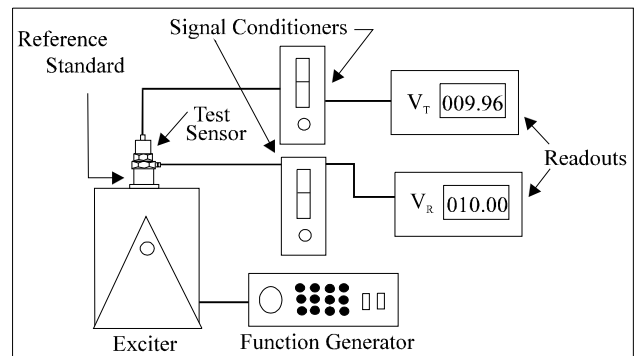 Signal Conditioners
Reference
Standard
Test
Sensor
V_T 009.96
Readouts
V_R 010.00
Exciter
Function Generator